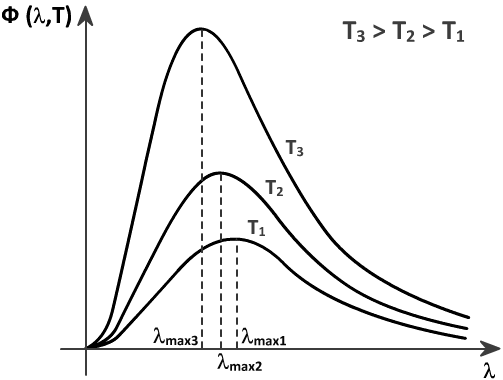 Φ (λ,T)
T₃ > T₂ > T₁
T₃
T₂
T₁
λmax3
λmax1
λmax2
λ